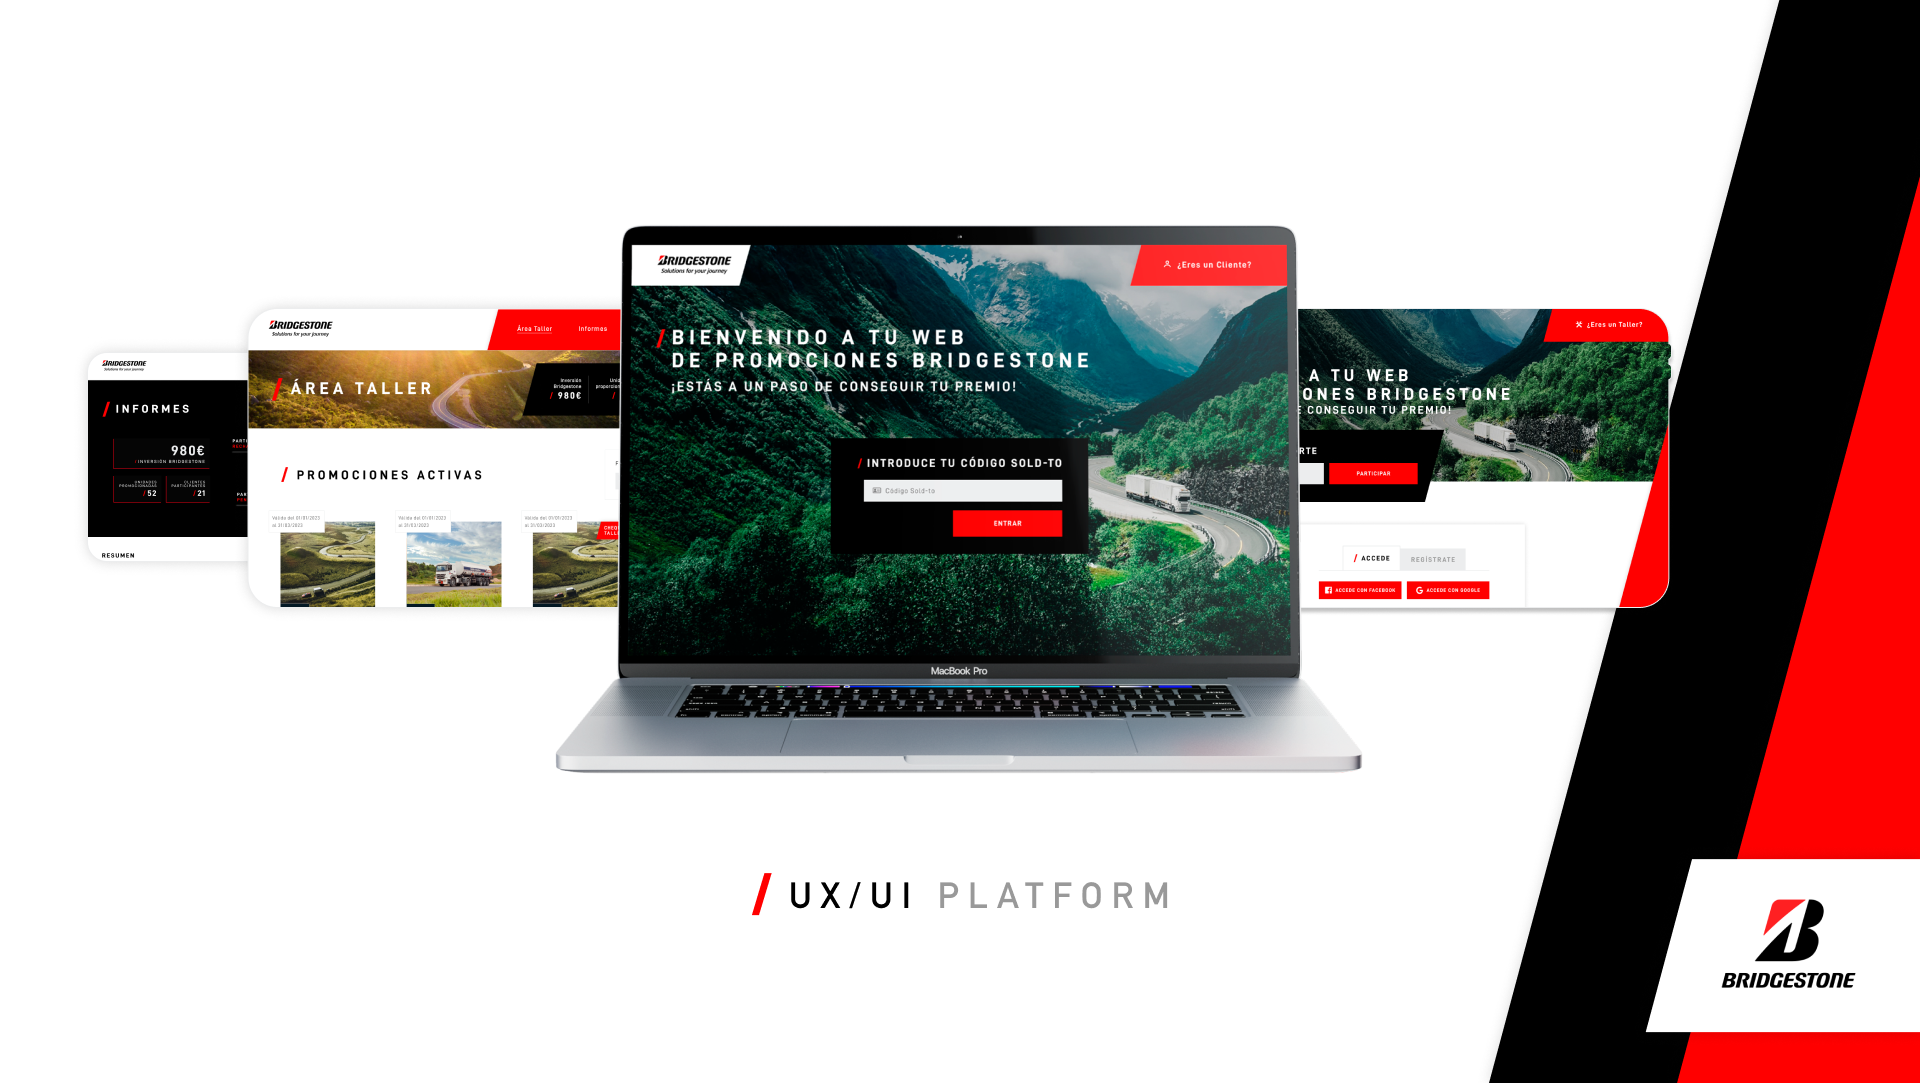 BRIDGESTONE
Solutions for your journey
/ INFORMES
980€
/ INVERSIÓN BRIDGESTONE
UNIDADES
PROMOCIONADAS
/ 52
CLIENTES
PARTICIPANTES
/ 21
RESUMEN
BRIDGESTONE
Solutions for your journey
Área Taller
Informes
/ ÁREA TALLER
Inversión
Bridgestone
/ 980€
/ PROMOCIONES ACTIVAS
Válida del 01/01/2023
al 31/03/2023
Válida del 01/01/2023
al 31/03/2023
Válida del 01/01/2023
al 31/03/2023
BRIDGESTONE
Solutions for your journey
¿Eres un Cliente?
/ BIENVENIDO A TU WEB
DE PROMOCIONES BRIDGESTONE
¡ESTÁS A UN PASO DE CONSEGUIR TU PREMIO!
/ INTRODUCE TU CÓDIGO SOLD-TO
Código Sold-to
ENTRAR
MacBook Pro
¿Eres un Taller?
A TU WEB
ONES BRIDGESTONE
E CONSEGUIR TU PREMIO!
RTE
PARTICIPAR
/ ACCEDE
REGÍSTRATE
ACCEDE CON FACEBOOK
ACCEDE CON GOOGLE
/ UX/UI PLATFORM
BRIDGESTONE